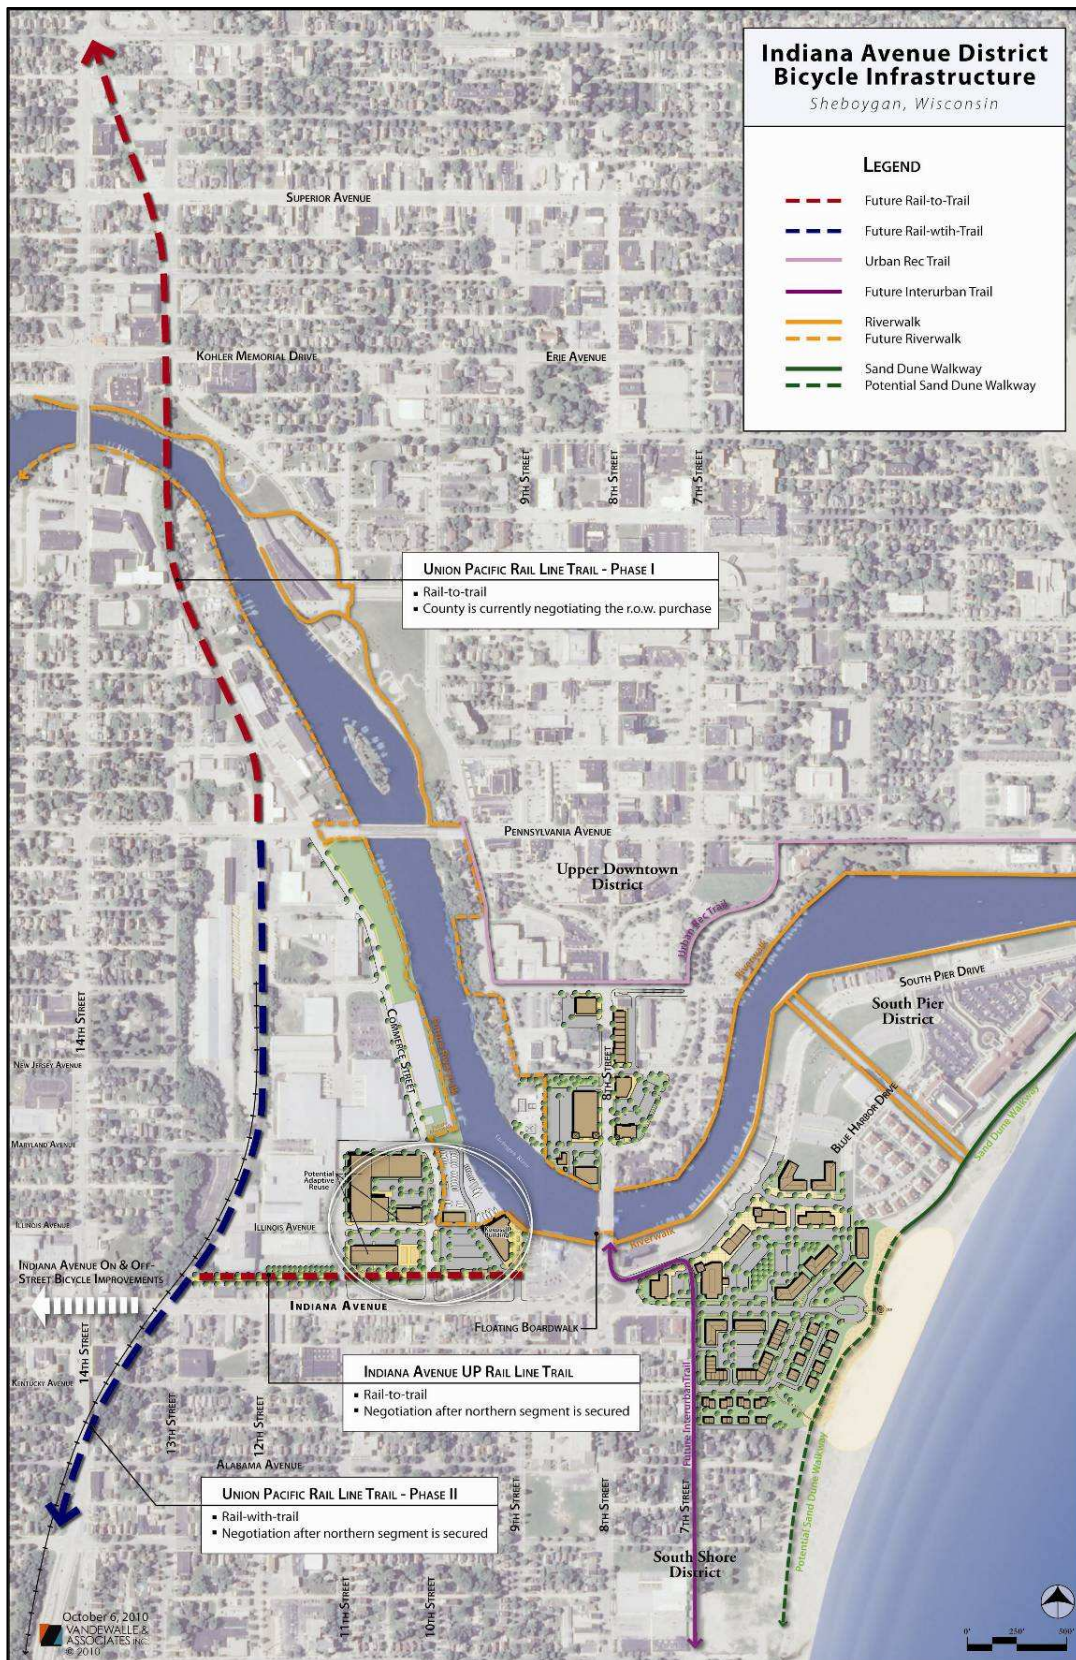 Indiana Avenue District
Bicycle Infrastructure
Sheboygan, Wisconsin
LEGEND
Future Rail-to-Trail
Future Rail-wtih-Trail
Urban Rec Trail
Future Interurban Trail
Riverwalk
Future Riverwalk
Sand Dune Walkway
Potential Sand Dune Walkway
SUPERIOR AVENUE
KOHLER MEMORIAL DRIVE
ERIE AVENUE
9TH STREET
8TH STREET
7TH STREET
UNION PACIFIC RAIL LINE TRAIL - PHASE I
▪ Rail-to-trail
▪ County is currently negotiating the r.o.w. purchase
PENNSYLVANIA AVENUE
Upper Downtown
District
Urban Rec Trail
Riverwalk
SOUTH PIER DRIVE
South Pier
District
14TH STREET
COMMERCE STREET
8TH STREET
NEW JERSEY AVENUE
MARYLAND AVENUE
BLUE HARBOR DRIVE
Sand Dune Walkway
Potential
Adaptive
Reuse
ILLINOIS AVENUE
ILLINOIS AVENUE
Building
Riverwalk
INDIANA AVENUE ON & OFF-
STREET BICYCLE IMPROVEMENTS
INDIANA AVENUE
FLOATING BOARDWALK
14TH STREET
KENTUCKY AVENUE
INDIANA AVENUE UP RAIL LINE TRAIL
▪ Rail-to-trail
▪ Negotiation after northern segment is secured
Future Interurban Trail
13TH STREET
12TH STREET
ALABAMA AVENUE
UNION PACIFIC RAIL LINE TRAIL - PHASE II
▪ Rail-with-trail
▪ Negotiation after northern segment is secured
9TH STREET
8TH STREET
7TH STREET
Potential Sand Dune Walkway
South Shore
District
11TH STREET
10TH STREET
October 6, 2010
VANDEWALLE &
ASSOCIATES INC.
© 2010
0' 250' 500'